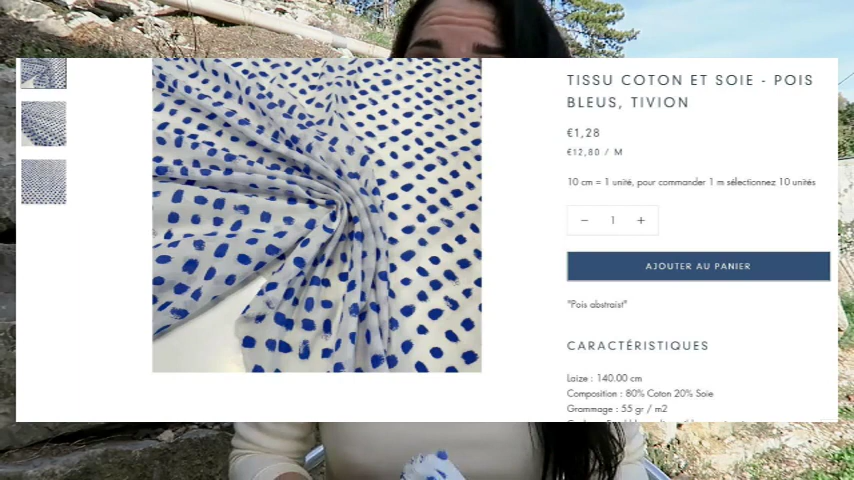 TISSU COTON ET SOIE - POIS
BLEUS, TIVION
€1,28
€12,80 / M
10 cm = 1 unité, pour commander 1 m sélectionnez 10 unités
− 1 +
AJOUTER AU PANIER
"Pois abstraist"
CARACTÉRISTIQUES
Laize : 140.00 cm
Composition : 80% Coton 20% Soie
Grammage : 55 gr / m2